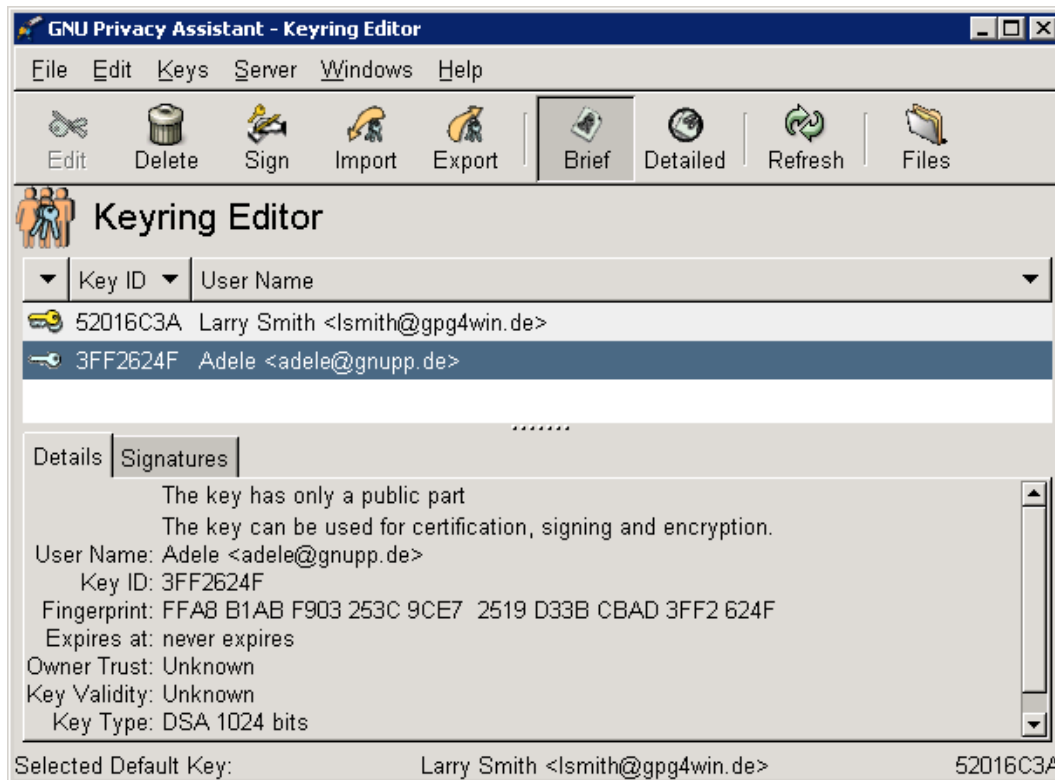 GNU Privacy Assistant - Keyring Editor
File Edit Keys Server Windows Help
Edit Delete Sign Import Export Brief Detailed Refresh Files
Keyring Editor
Key ID User Name
52016C3A Larry Smith <lsmith@gpg4win.de>
3FF2624F Adele <adele@gnupp.de>
Details Signatures
The key has only a public part
The key can be used for certification, signing and encryption.
User Name: Adele <adele@gnupp.de>
Key ID: 3FF2624F
Fingerprint: FFA8 B1AB F903 253C 9CE7  2519 D33B CBAD 3FF2 624F
Expires at: never expires
Owner Trust: Unknown
Key Validity: Unknown
Key Type: DSA 1024 bits
Selected Default Key: Larry Smith <lsmith@gpg4win.de> 52016C3A